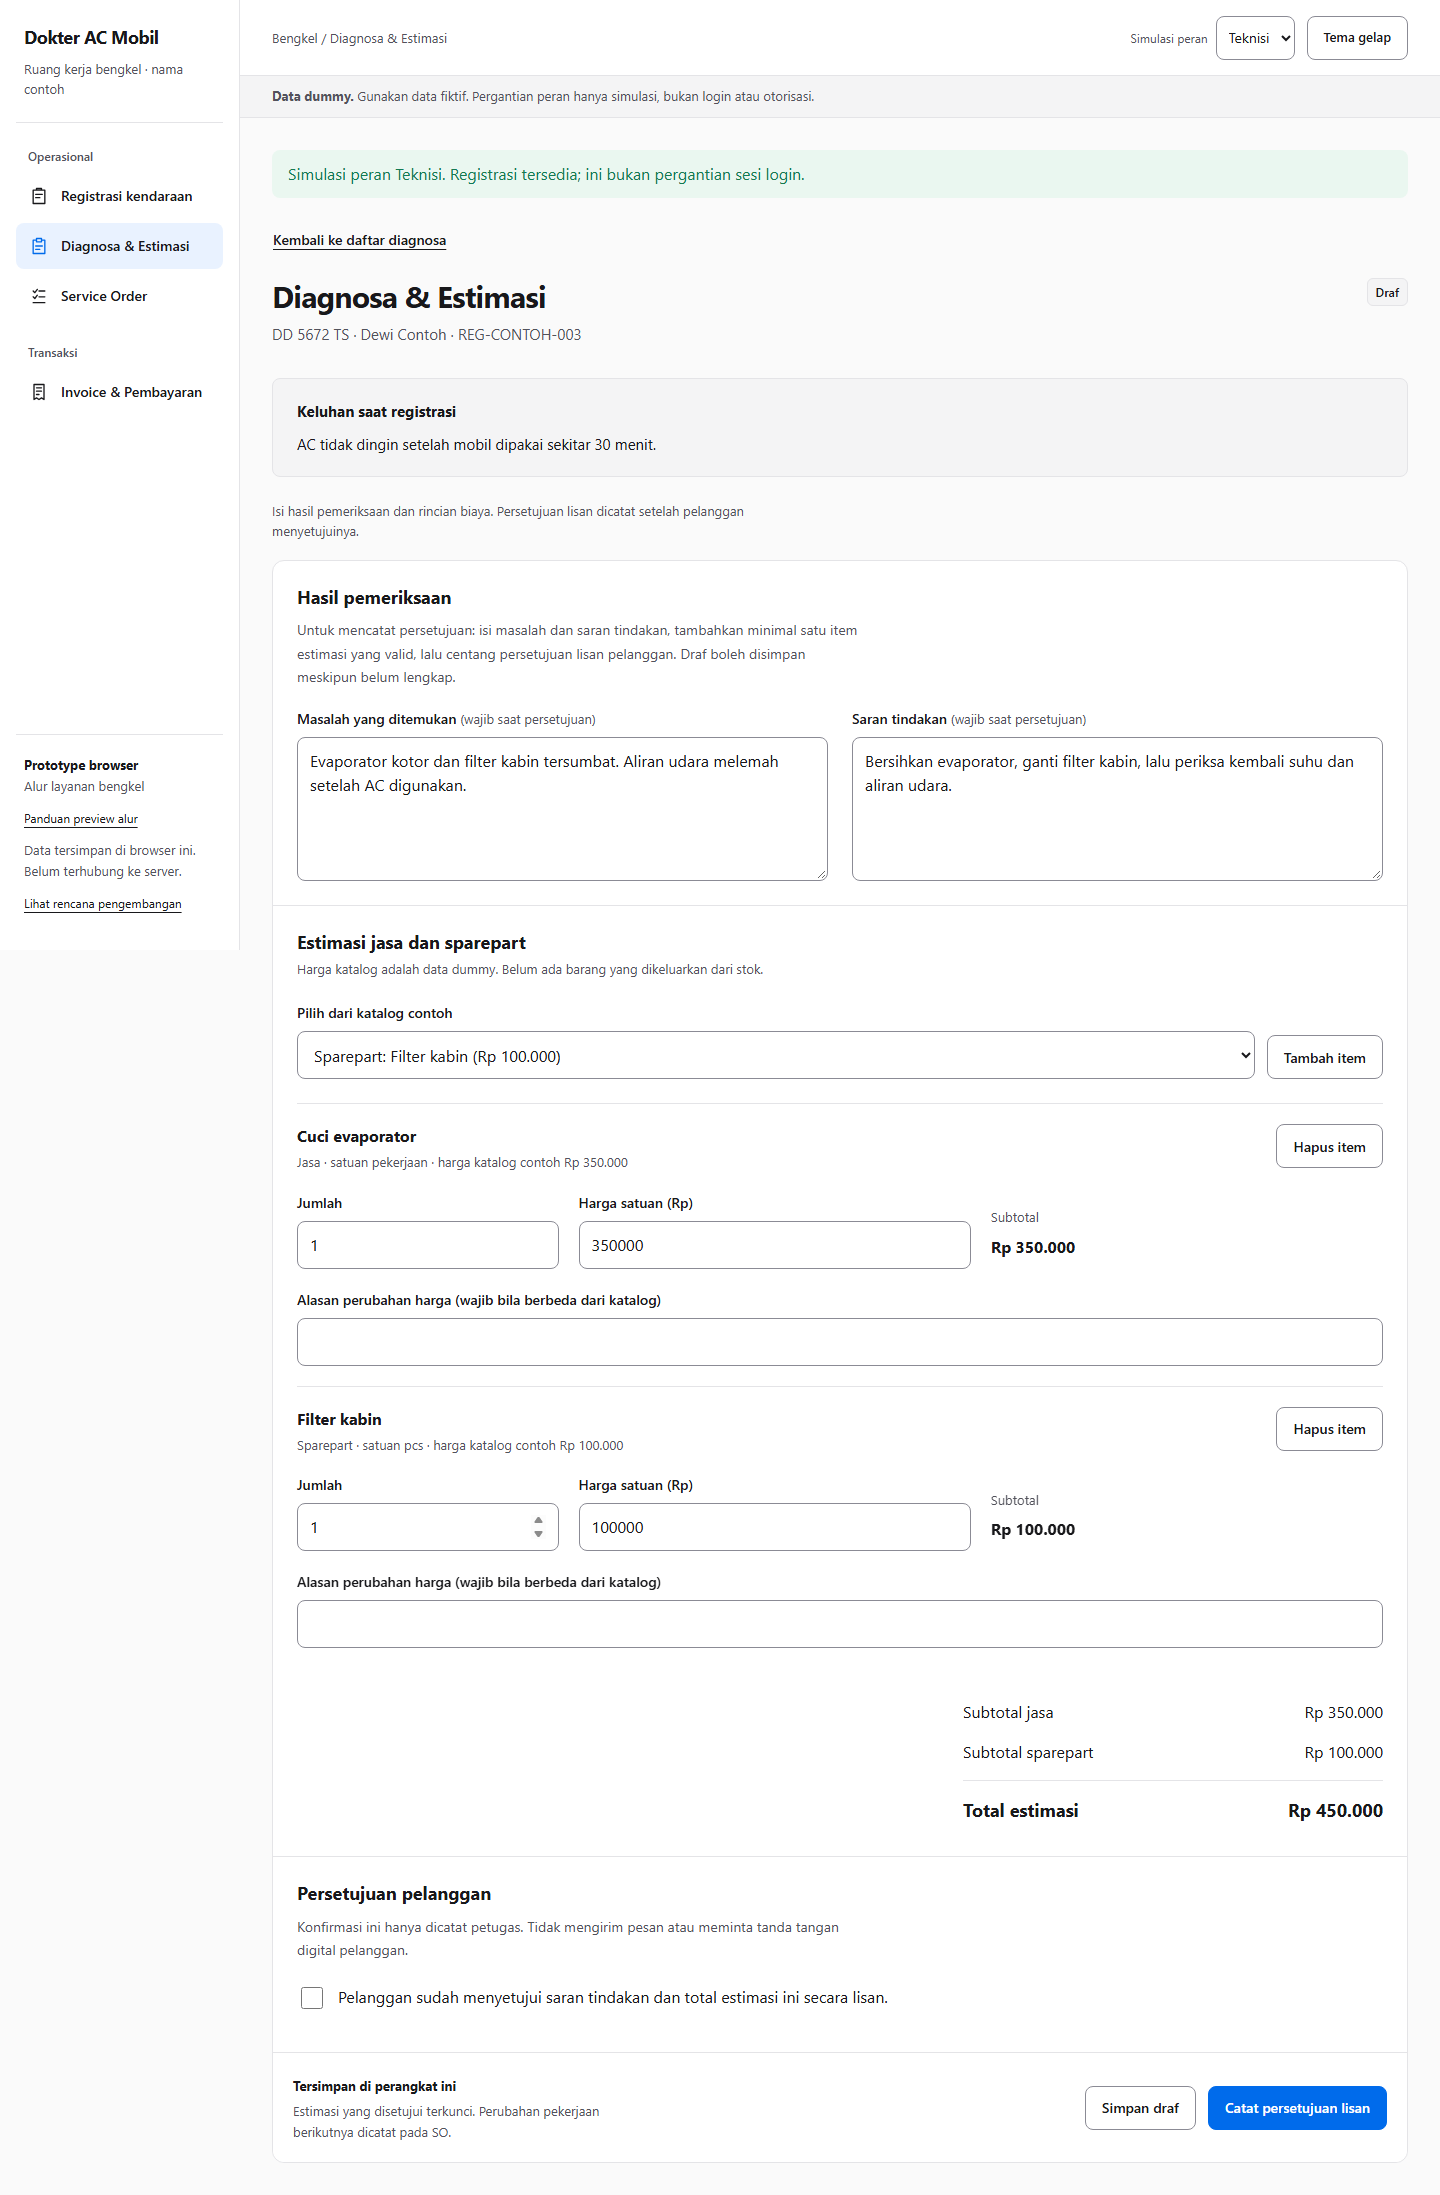 Dokter AC Mobil
Ruang kerja bengkel · nama
contoh
Operasional
Registrasi kendaraan
Diagnosa & Estimasi
Service Order
Transaksi
Invoice & Pembayaran
Prototype browser
Alur layanan bengkel
Panduan preview alur
Data tersimpan di browser ini.
Belum terhubung ke server.
Lihat rencana pengembangan
Bengkel / Diagnosa & Estimasi
Simulasi peran
Teknisi
Tema gelap
Data dummy. Gunakan data fiktif. Pergantian peran hanya simulasi, bukan login atau otorisasi.
Simulasi peran Teknisi. Registrasi tersedia; ini bukan pergantian sesi login.
Kembali ke daftar diagnosa
Diagnosa & Estimasi
Draf
DD 5672 TS · Dewi Contoh · REG-CONTOH-003
Keluhan saat registrasi
AC tidak dingin setelah mobil dipakai sekitar 30 menit.
Isi hasil pemeriksaan dan rincian biaya. Persetujuan lisan dicatat setelah pelanggan
menyetujuinya.
Hasil pemeriksaan
Untuk mencatat persetujuan: isi masalah dan saran tindakan, tambahkan minimal satu item
estimasi yang valid, lalu centang persetujuan lisan pelanggan. Draf boleh disimpan
meskipun belum lengkap.
Masalah yang ditemukan (wajib saat persetujuan)
Evaporator kotor dan filter kabin tersumbat. Aliran udara melemah
setelah AC digunakan.
Saran tindakan (wajib saat persetujuan)
Bersihkan evaporator, ganti filter kabin, lalu periksa kembali suhu dan
aliran udara.
Estimasi jasa dan sparepart
Harga katalog adalah data dummy. Belum ada barang yang dikeluarkan dari stok.
Pilih dari katalog contoh
Sparepart: Filter kabin (Rp 100.000)
Tambah item
Cuci evaporator
Jasa · satuan pekerjaan · harga katalog contoh Rp 350.000
Hapus item
Jumlah
1
Harga satuan (Rp)
350000
Subtotal
Rp 350.000
Alasan perubahan harga (wajib bila berbeda dari katalog)
Filter kabin
Sparepart · satuan pcs · harga katalog contoh Rp 100.000
Hapus item
Jumlah
1
Harga satuan (Rp)
100000
Subtotal
Rp 100.000
Alasan perubahan harga (wajib bila berbeda dari katalog)
Subtotal jasa Rp 350.000
Subtotal sparepart Rp 100.000
Total estimasi Rp 450.000
Persetujuan pelanggan
Konfirmasi ini hanya dicatat petugas. Tidak mengirim pesan atau meminta tanda tangan
digital pelanggan.
Pelanggan sudah menyetujui saran tindakan dan total estimasi ini secara lisan.
Tersimpan di perangkat ini
Estimasi yang disetujui terkunci. Perubahan pekerjaan
berikutnya dicatat pada SO.
Simpan draf
Catat persetujuan lisan